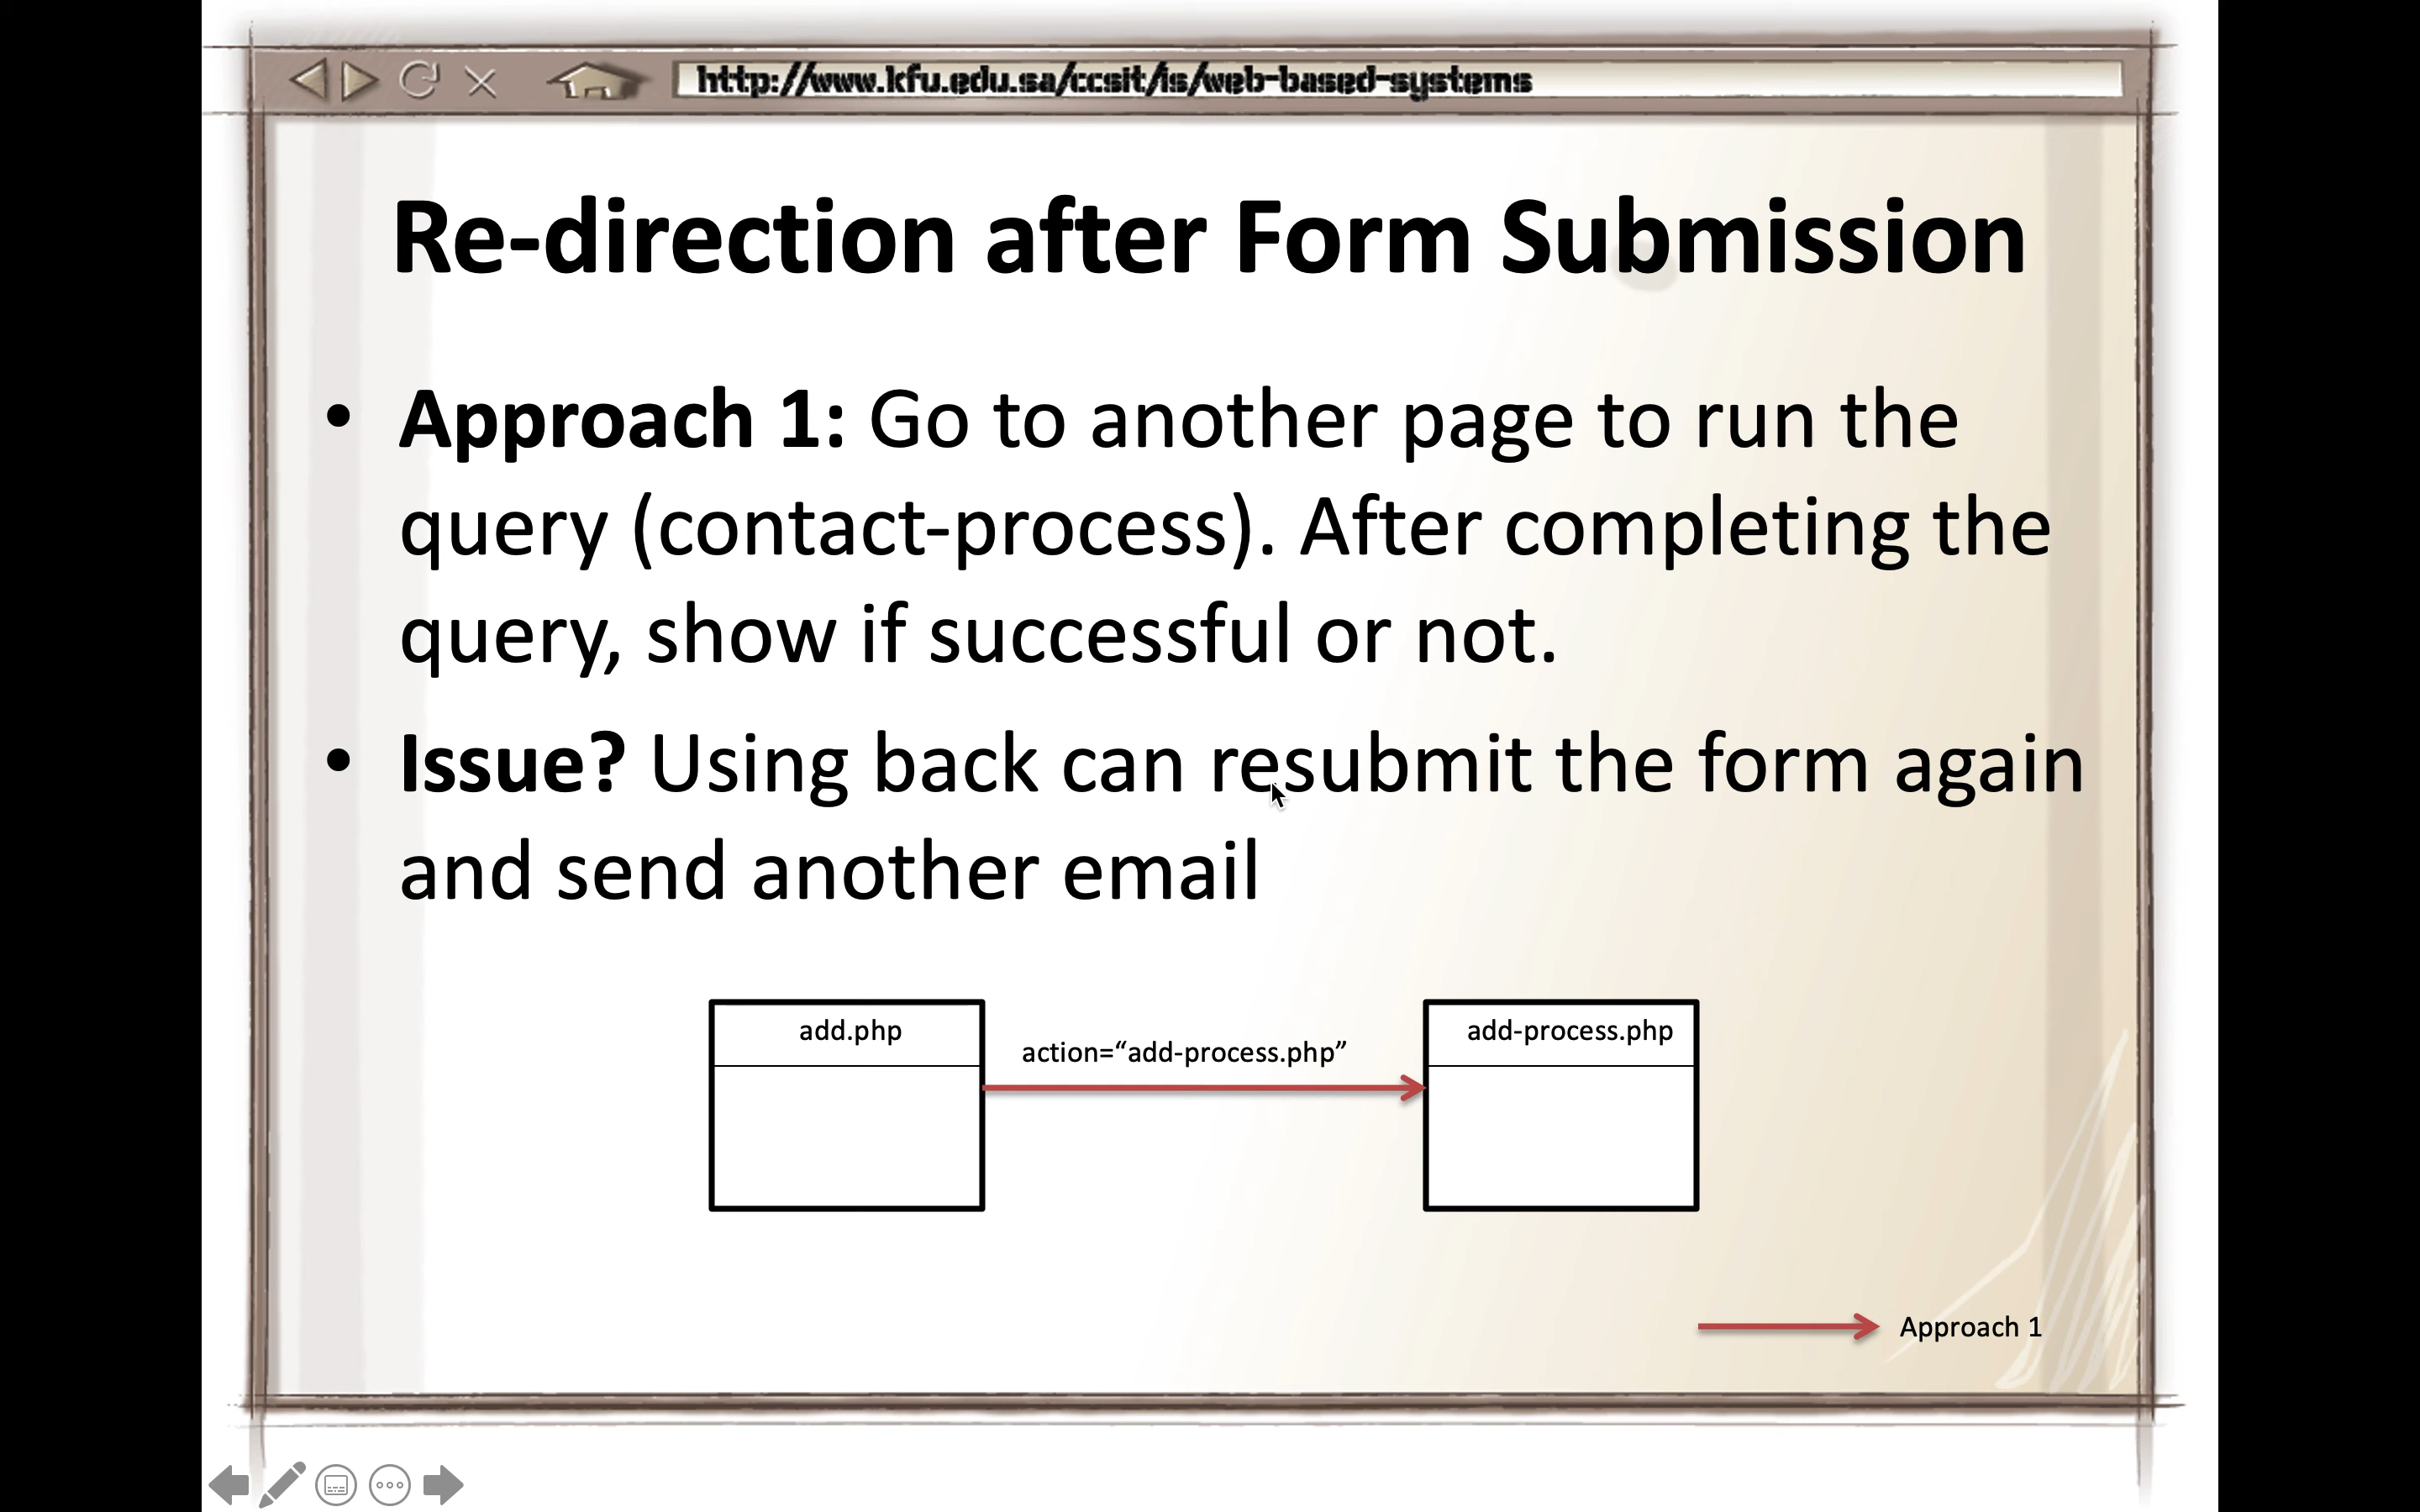 http://www.kfu.edu.sa/ccsit/is/web-based-systems
Re-direction after Form Submission
• Approach 1: Go to another page to run the
query (contact-process). After completing the
query, show if successful or not.
• Issue? Using back can resubmit the form again
and send another email
add.php
action=“add-process.php”
add-process.php
Approach 1